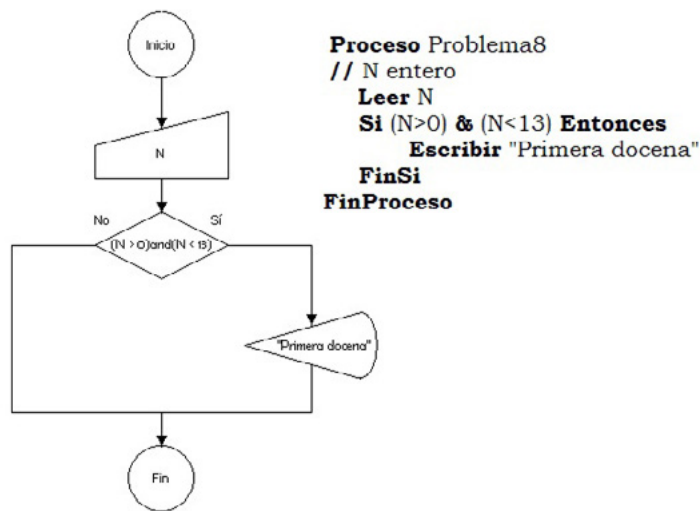 Inicio
N
No
Sí
(N > 0)and(N < 13)
"Primera docena"
Fin
Proceso Problema8
// N entero
Leer N
Si (N>0) & (N<13) Entonces
Escribir "Primera docena"
FinSi
FinProceso